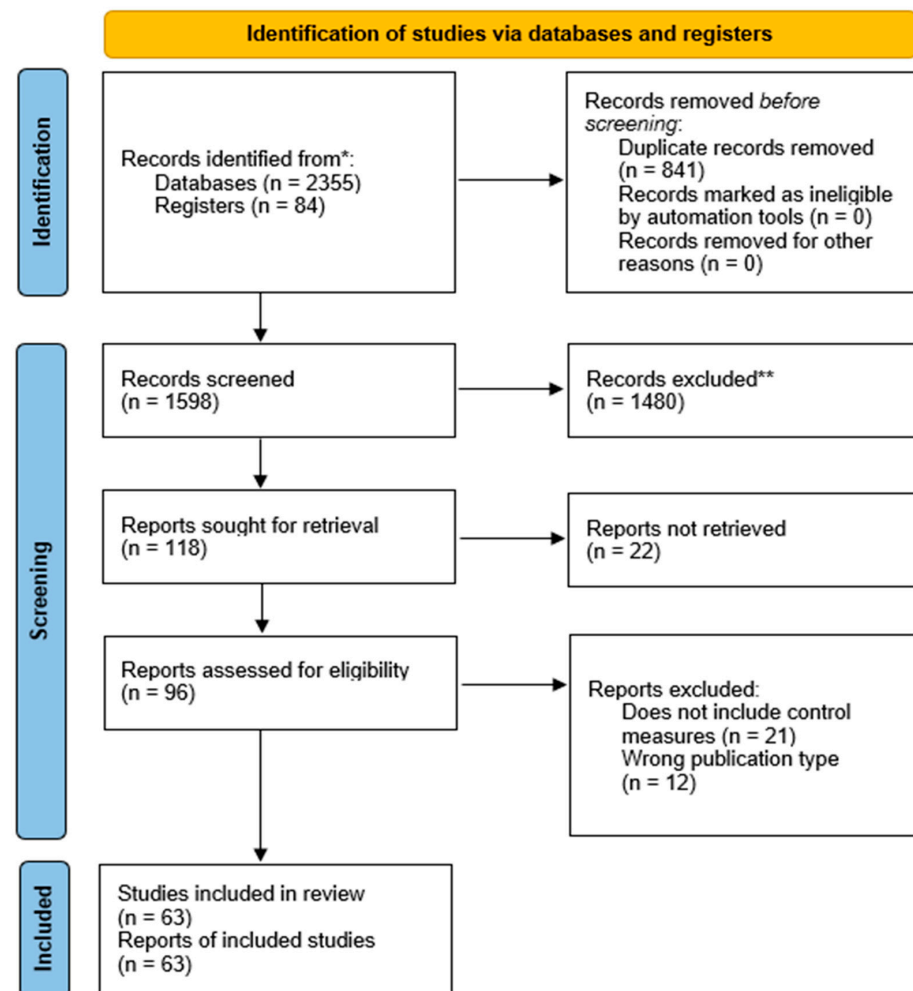 Identification of studies via databases and registers
Identification
Records identified from*:
Databases (n = 2355)
Registers (n = 84)
Records removed before
screening:
Duplicate records removed
(n = 841)
Records marked as ineligible
by automation tools (n = 0)
Records removed for other
reasons (n = 0)
Screening
Records screened
(n = 1598)
Records excluded**
(n = 1480)
Reports sought for retrieval
(n = 118)
Reports not retrieved
(n = 22)
Reports assessed for eligibility
(n = 96)
Reports excluded:
Does not include control
measures (n = 21)
Wrong publication type
(n = 12)
Included
Studies included in review
(n = 63)
Reports of included studies
(n = 63)